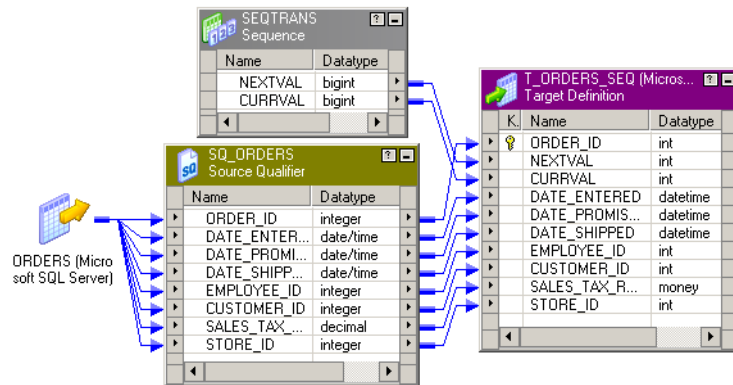 SEQTRANS
Sequence
Name Datatype
NEXTVAL bigint
CURRVAL bigint
T_ORDERS_SEQ (Micros...
Target Definition
K. Name Datatype
ORDER_ID int
NEXTVAL int
CURRVAL int
DATE_ENTERED datetime
DATE_PROMIS... datetime
DATE_SHIPPED datetime
EMPLOYEE_ID int
CUSTOMER_ID int
SALES_TAX_R... money
STORE_ID int
SQ
SQ_ORDERS
Source Qualifier
Name Datatype
ORDER_ID integer
DATE_ENTER... date/time
DATE_PROMI... date/time
DATE_SHIPP... date/time
EMPLOYEE_ID integer
CUSTOMER_ID integer
SALES_TAX_... decimal
STORE_ID integer
ORDERS (Micro
soft SQL Server)